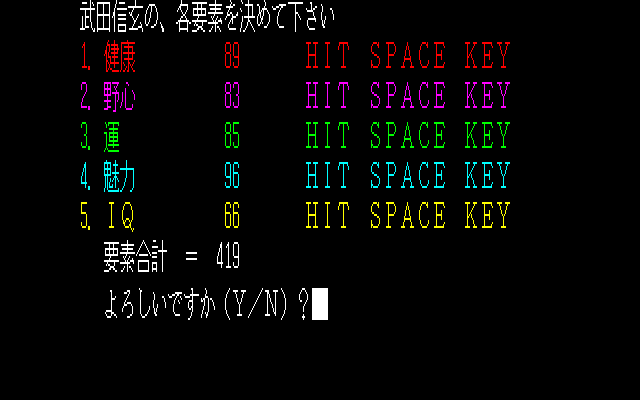 武田信玄の、各要素を決めて下さい
1. 健康 89 HIT SPACE KEY
2. 野心 83 HIT SPACE KEY
3. 運 85 HIT SPACE KEY
4. 魅力 96 HIT SPACE KEY
5. IQ 66 HIT SPACE KEY
要素合計 = 419
よろしいですか(Y/N)?